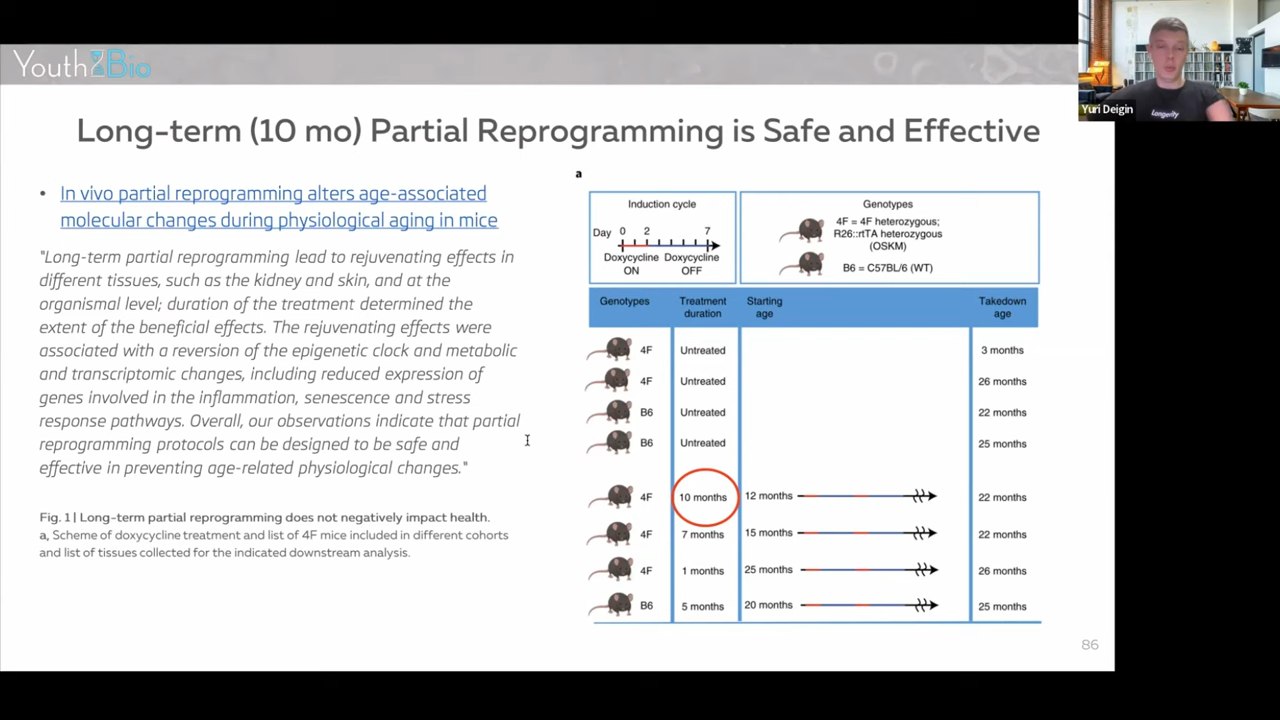 Youth Bio
Yuri Deigin
Longevity
Long-term (10 mo) Partial Reprogramming is Safe and Effective
• In vivo partial reprogramming alters age-associated
molecular changes during physiological aging in mice
"Long-term partial reprogramming lead to rejuvenating effects in
different tissues, such as the kidney and skin, and at the
organismal level; duration of the treatment determined the
extent of the beneficial effects. The rejuvenating effects were
associated with a reversion of the epigenetic clock and metabolic
and transcriptomic changes, including reduced expression of
genes involved in the inflammation, senescence and stress
response pathways. Overall, our observations indicate that partial
reprogramming protocols can be designed to be safe and
effective in preventing age-related physiological changes."
Fig. 1 | Long-term partial reprogramming does not negatively impact health.
a, Scheme of doxycycline treatment and list of 4F mice included in different cohorts
and list of tissues collected for the indicated downstream analysis.
a
Induction cycle
Day 0 2 7
Doxycycline Doxycycline
ON OFF
Genotypes
4F = 4F heterozygous;
R26::rtTA heterozygous
(OSKM)
B6 = C57BL/6 (WT)
Genotypes Treatment Starting Takedown
duration age age
4F Untreated 3 months
4F Untreated 26 months
B6 Untreated 22 months
B6 Untreated 25 months
4F 10 months 12 months 22 months
4F 7 months 15 months 22 months
4F 1 months 25 months 26 months
B6 5 months 20 months 25 months
86